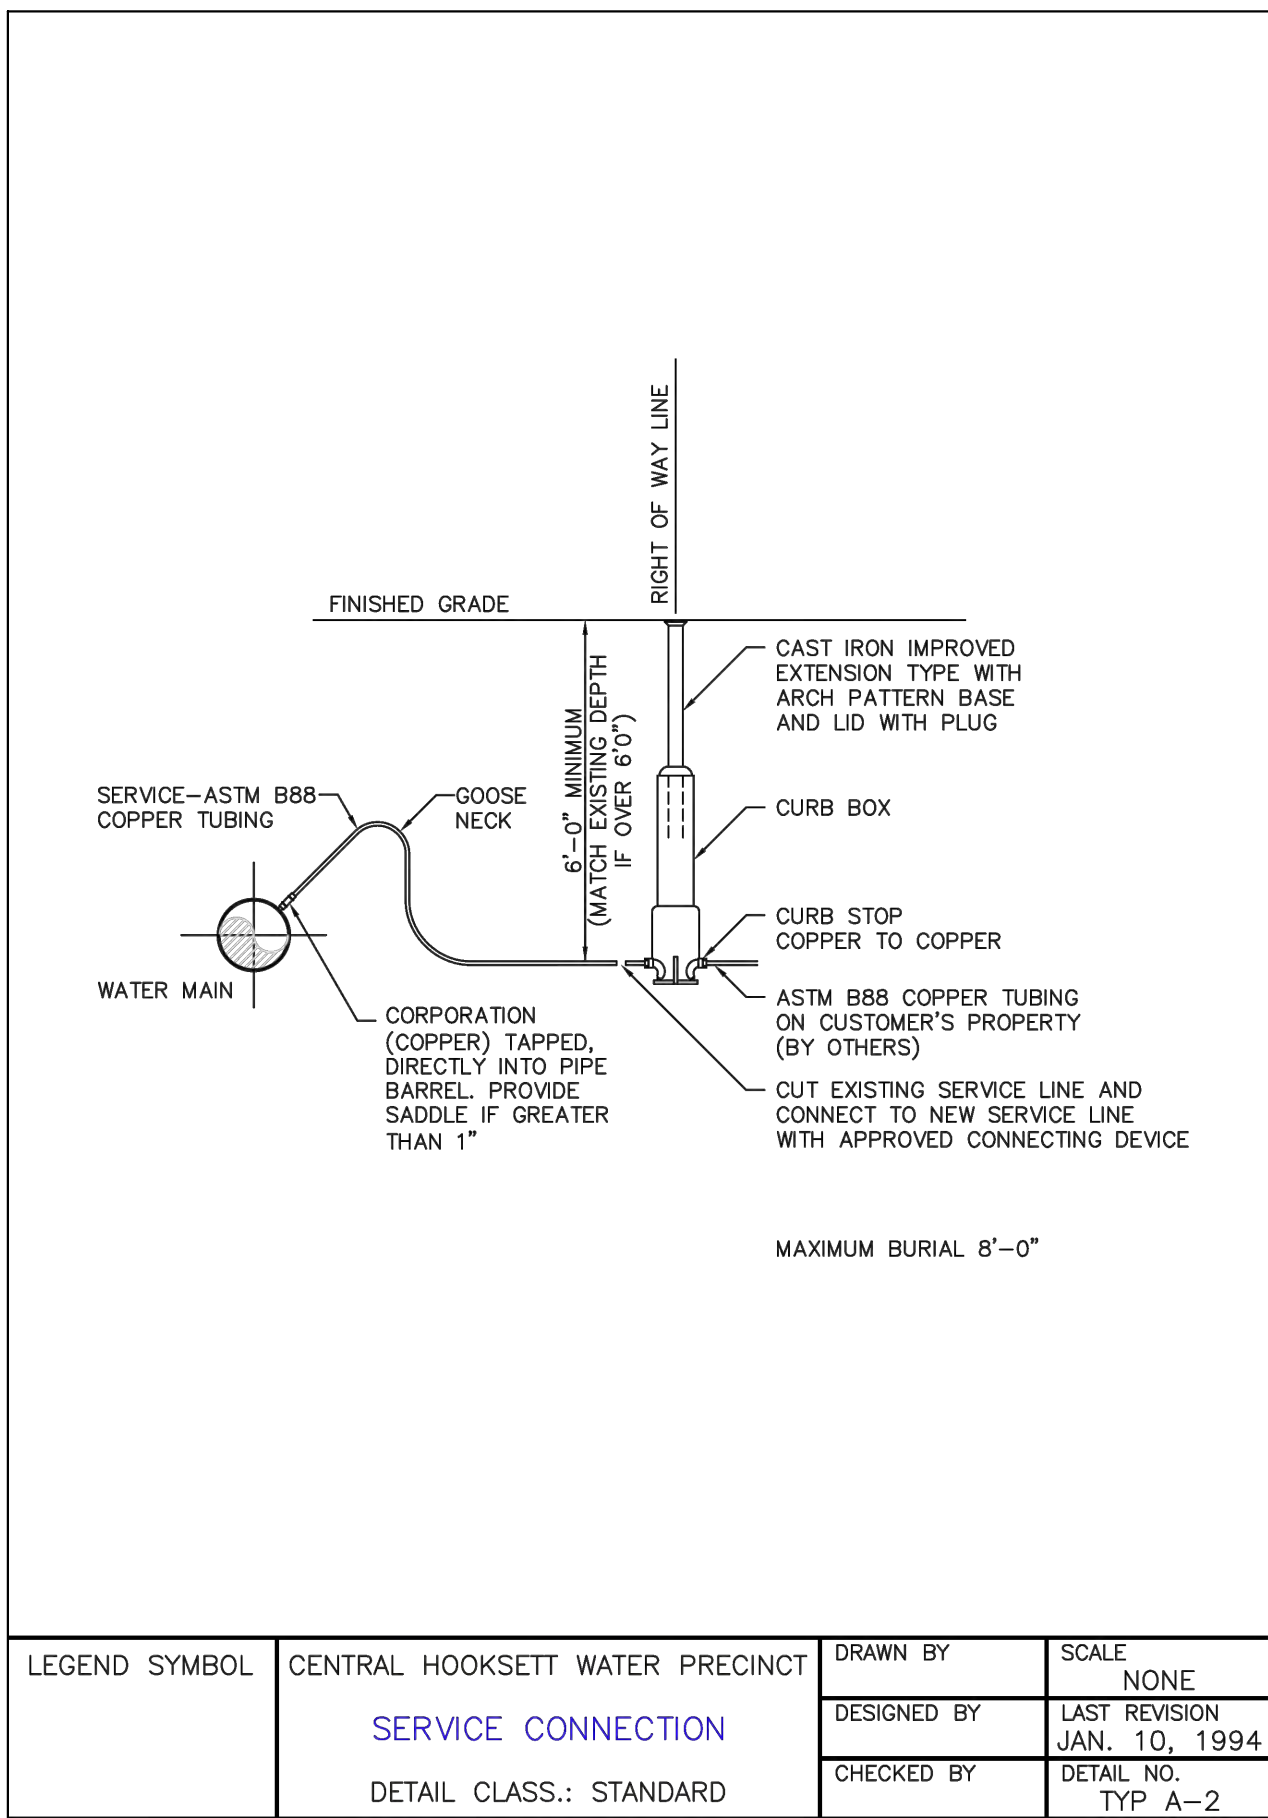 RIGHT OF WAY LINE
FINISHED GRADE
CAST IRON IMPROVED
EXTENSION TYPE WITH
ARCH PATTERN BASE
AND LID WITH PLUG
6'-0" MINIMUM
(MATCH EXISTING DEPTH
IF OVER 6'0")
SERVICE-ASTM B88
COPPER TUBING
GOOSE
NECK
CURB BOX
CURB STOP
COPPER TO COPPER
WATER MAIN
ASTM B88 COPPER TUBING
ON CUSTOMER'S PROPERTY
(BY OTHERS)
CORPORATION
(COPPER) TAPPED,
DIRECTLY INTO PIPE
BARREL. PROVIDE
SADDLE IF GREATER
THAN 1"
CUT EXISTING SERVICE LINE AND
CONNECT TO NEW SERVICE LINE
WITH APPROVED CONNECTING DEVICE
MAXIMUM BURIAL 8'-0"
LEGEND SYMBOL
CENTRAL HOOKSETT WATER PRECINCT
SERVICE CONNECTION
DETAIL CLASS.: STANDARD
DRAWN BY
DESIGNED BY
CHECKED BY
SCALE
NONE
LAST REVISION
JAN. 10, 1994
DETAIL NO.
TYP A-2